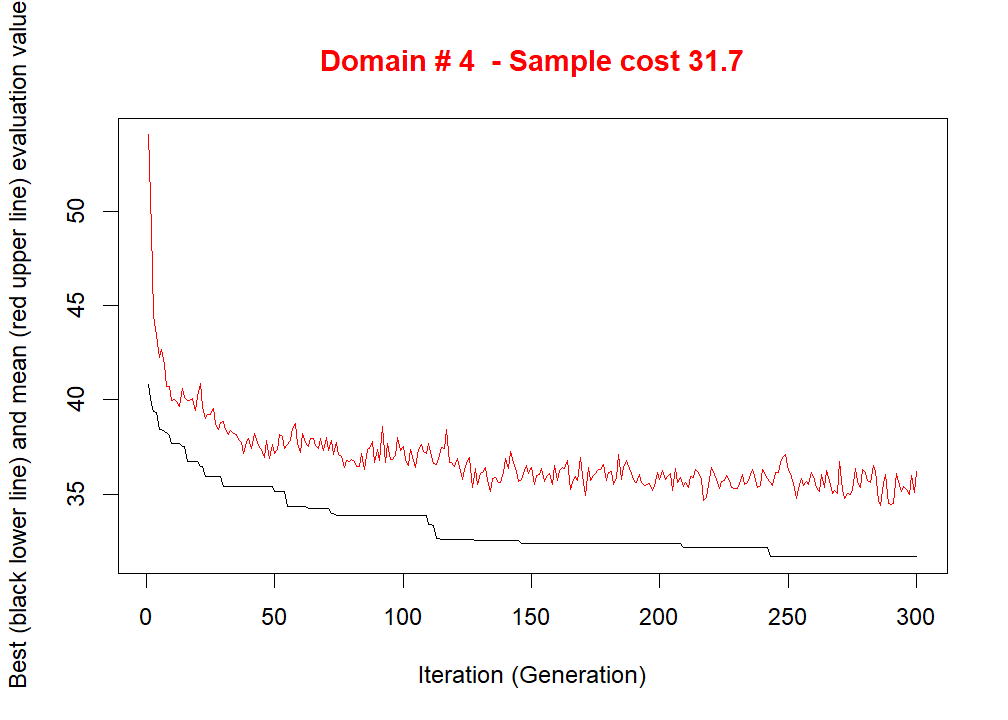 Domain # 4  - Sample cost 31.7
Best (black lower line) and mean (red upper line) evaluation value
50
45
40
35
0 50 100 150 200 250 300
Iteration (Generation)